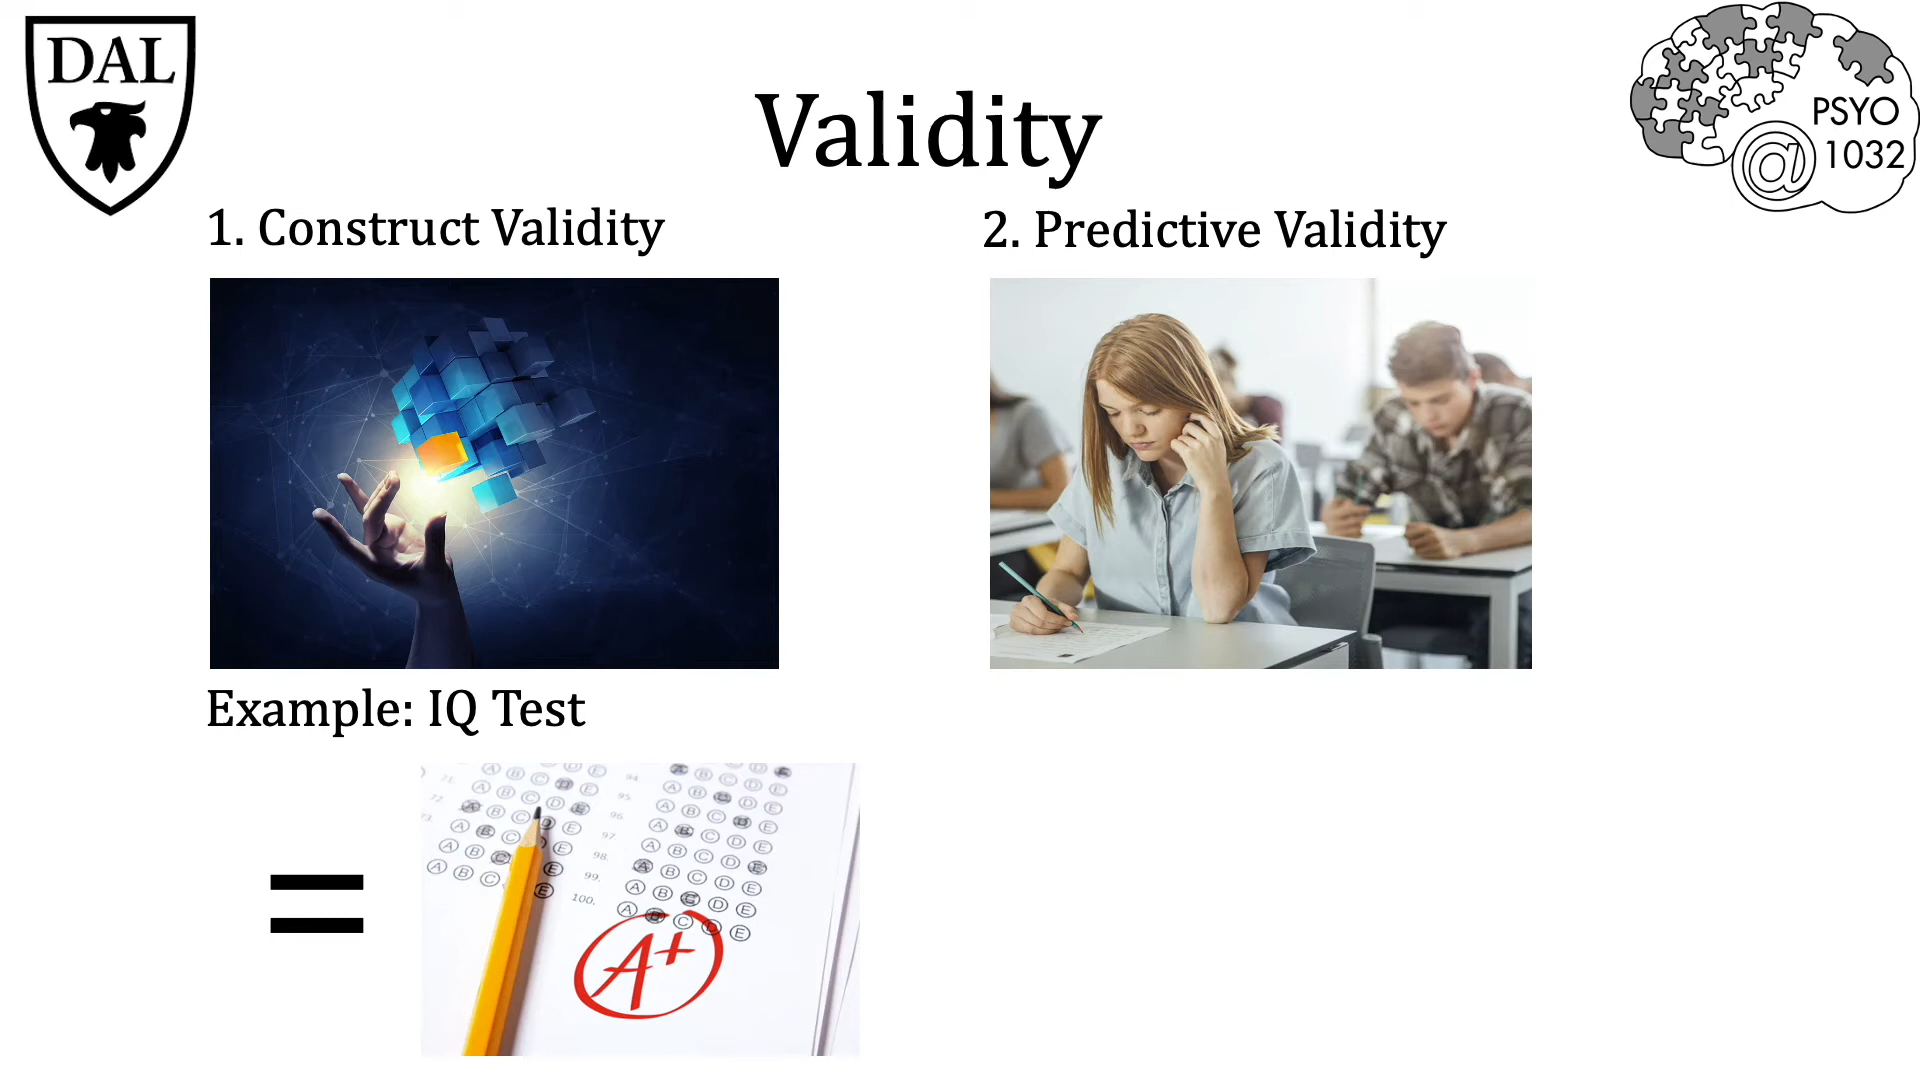 DAL
PSYO
@ 1032
Validity
1. Construct Validity
2. Predictive Validity
Example: IQ Test
A+